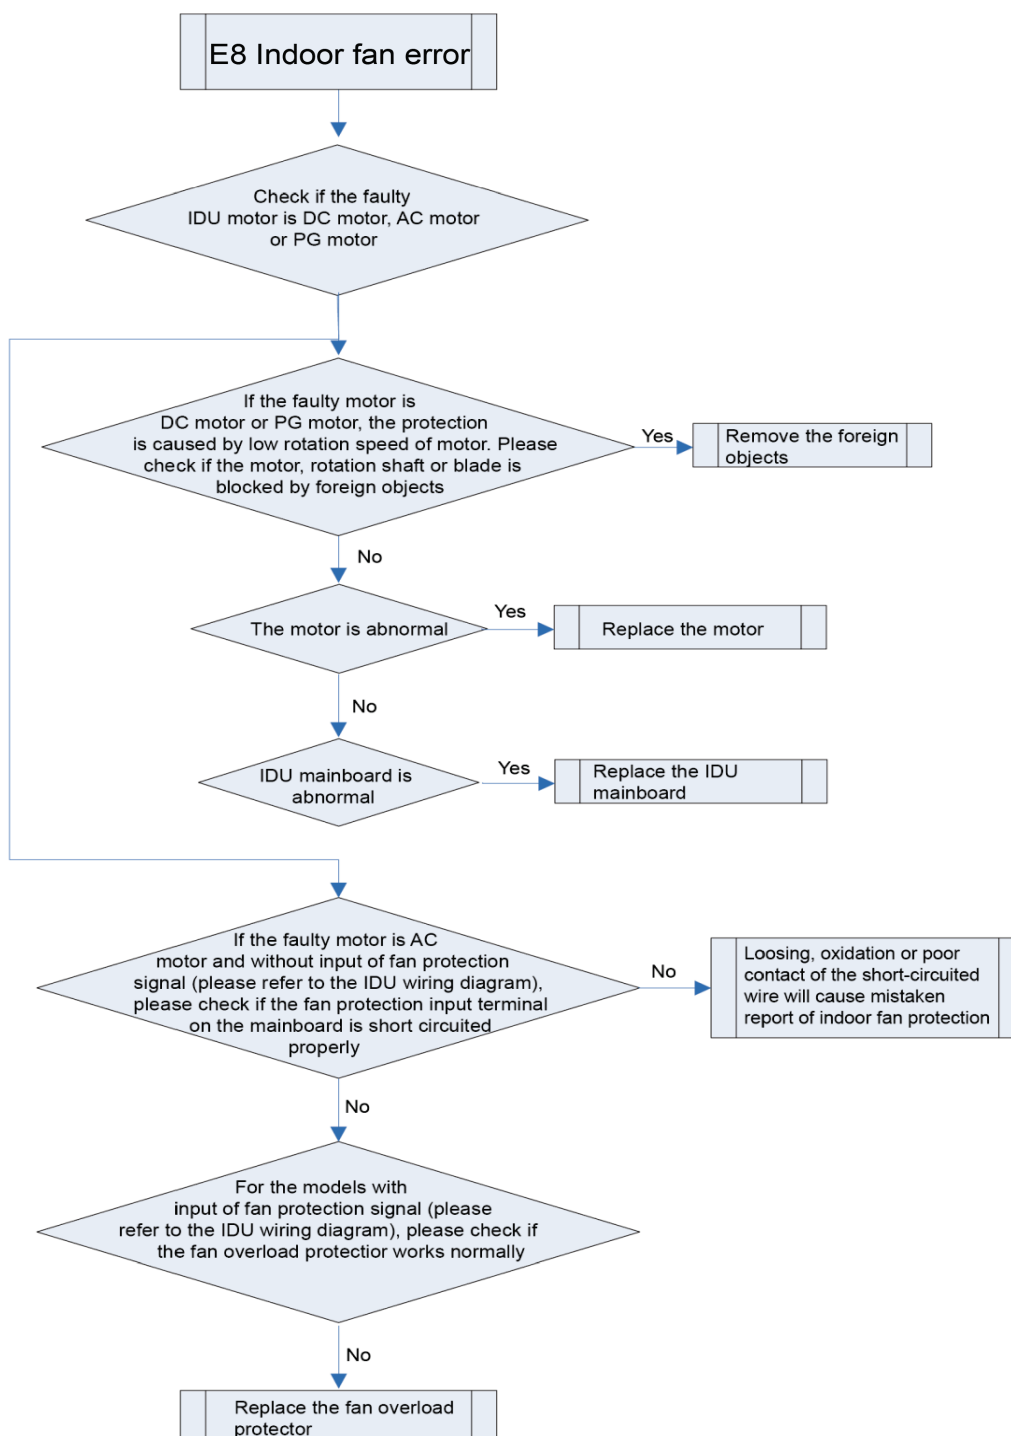 E8 Indoor fan error
Check if the faulty
IDU motor is DC motor, AC motor
or PG motor
If the faulty motor is
DC motor or PG motor, the protection
is caused by low rotation speed of motor. Please
check if the motor, rotation shaft or blade is
blocked by foreign objects
Yes
Remove the foreign
objects
No
The motor is abnormal
Yes
Replace the motor
No
IDU mainboard is
abnormal
Yes
Replace the IDU
mainboard
If the faulty motor is AC
motor and without input of fan protection
signal (please refer to the IDU wiring diagram),
please check if the fan protection input terminal
on the mainboard is short circuited
properly
No
Loosing, oxidation or poor
contact of the short-circuited
wire will cause mistaken
report of indoor fan protection
No
For the models with
input of fan protection signal (please
refer to the IDU wiring diagram), please check if
the fan overload protectior works normally
No
Replace the fan overload
protector